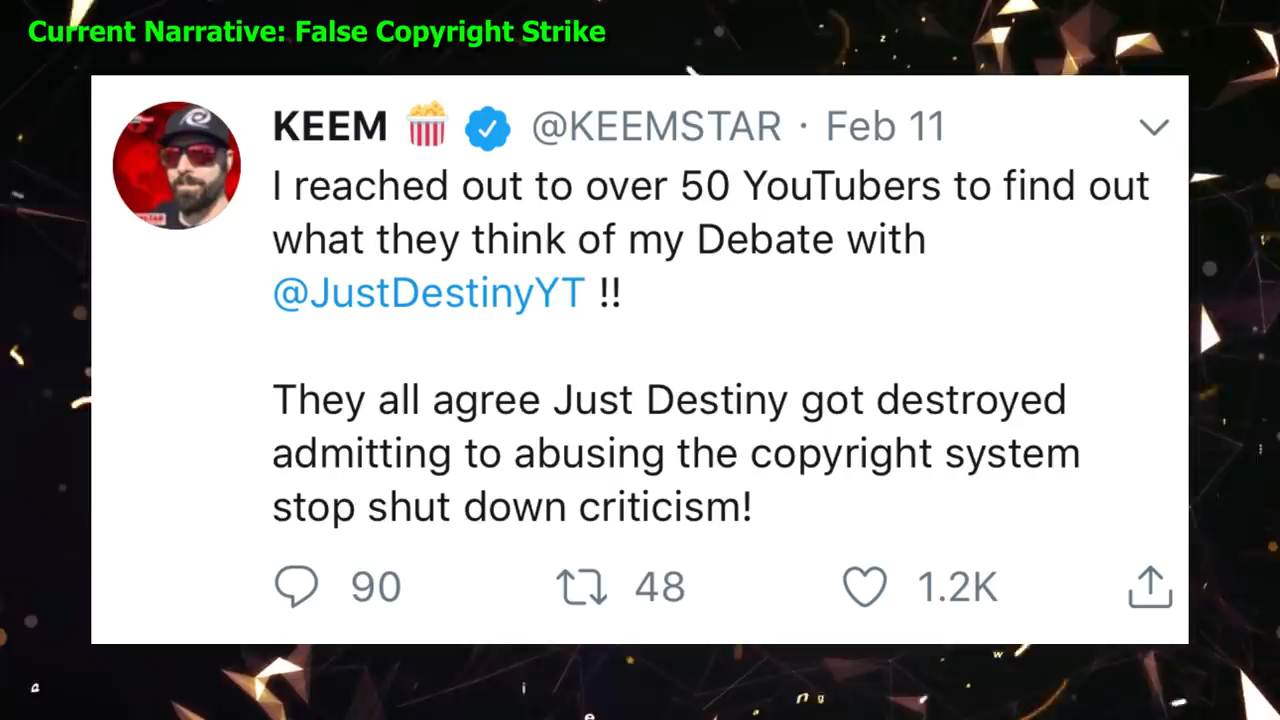 Current Narrative: False Copyright Strike
KEEM 🍿 @KEEMSTAR · Feb 11
I reached out to over 50 YouTubers to find out
what they think of my Debate with
@JustDestinyYT !!
They all agree Just Destiny got destroyed
admitting to abusing the copyright system
stop shut down criticism!
90 48 1.2K